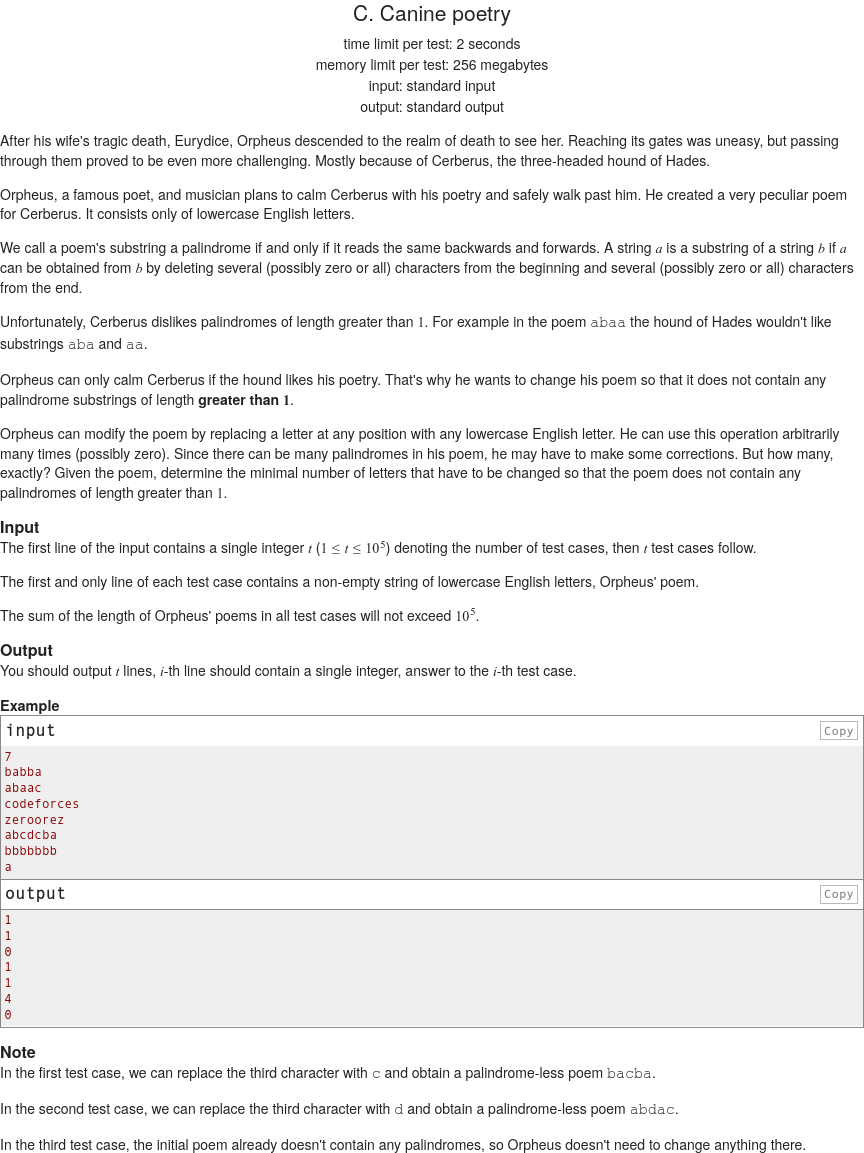 C. Canine poetry
time limit per test: 2 seconds
memory limit per test: 256 megabytes
input: standard input
output: standard output
After his wife's tragic death, Eurydice, Orpheus descended to the realm of death to see her. Reaching its gates was uneasy, but passing
through them proved to be even more challenging. Mostly because of Cerberus, the three-headed hound of Hades.
Orpheus, a famous poet, and musician plans to calm Cerberus with his poetry and safely walk past him. He created a very peculiar poem
for Cerberus. It consists only of lowercase English letters.
We call a poem's substring a palindrome if and only if it reads the same backwards and forwards. A string a is a substring of a string b if a
can be obtained from b by deleting several (possibly zero or all) characters from the beginning and several (possibly zero or all) characters
from the end.
Unfortunately, Cerberus dislikes palindromes of length greater than 1. For example in the poem abaa the hound of Hades wouldn't like
substrings aba and aa.
Orpheus can only calm Cerberus if the hound likes his poetry. That's why he wants to change his poem so that it does not contain any
palindrome substrings of length greater than 1.
Orpheus can modify the poem by replacing a letter at any position with any lowercase English letter. He can use this operation arbitrarily
many times (possibly zero). Since there can be many palindromes in his poem, he may have to make some corrections. But how many,
exactly? Given the poem, determine the minimal number of letters that have to be changed so that the poem does not contain any
palindromes of length greater than 1.
Input
The first line of the input contains a single integer t (1 ≤ t ≤ 10⁵) denoting the number of test cases, then t test cases follow.
The first and only line of each test case contains a non-empty string of lowercase English letters, Orpheus' poem.
The sum of the length of Orpheus' poems in all test cases will not exceed 10⁵.
Output
You should output t lines, i-th line should contain a single integer, answer to the i-th test case.
Example
input Copy
7
babba
abaac
codeforces
zeroorez
abcdcba
bbbbbbb
a
output Copy
1
1
0
1
1
4
0
Note
In the first test case, we can replace the third character with c and obtain a palindrome-less poem bacba.
In the second test case, we can replace the third character with d and obtain a palindrome-less poem abdac.
In the third test case, the initial poem already doesn't contain any palindromes, so Orpheus doesn't need to change anything there.